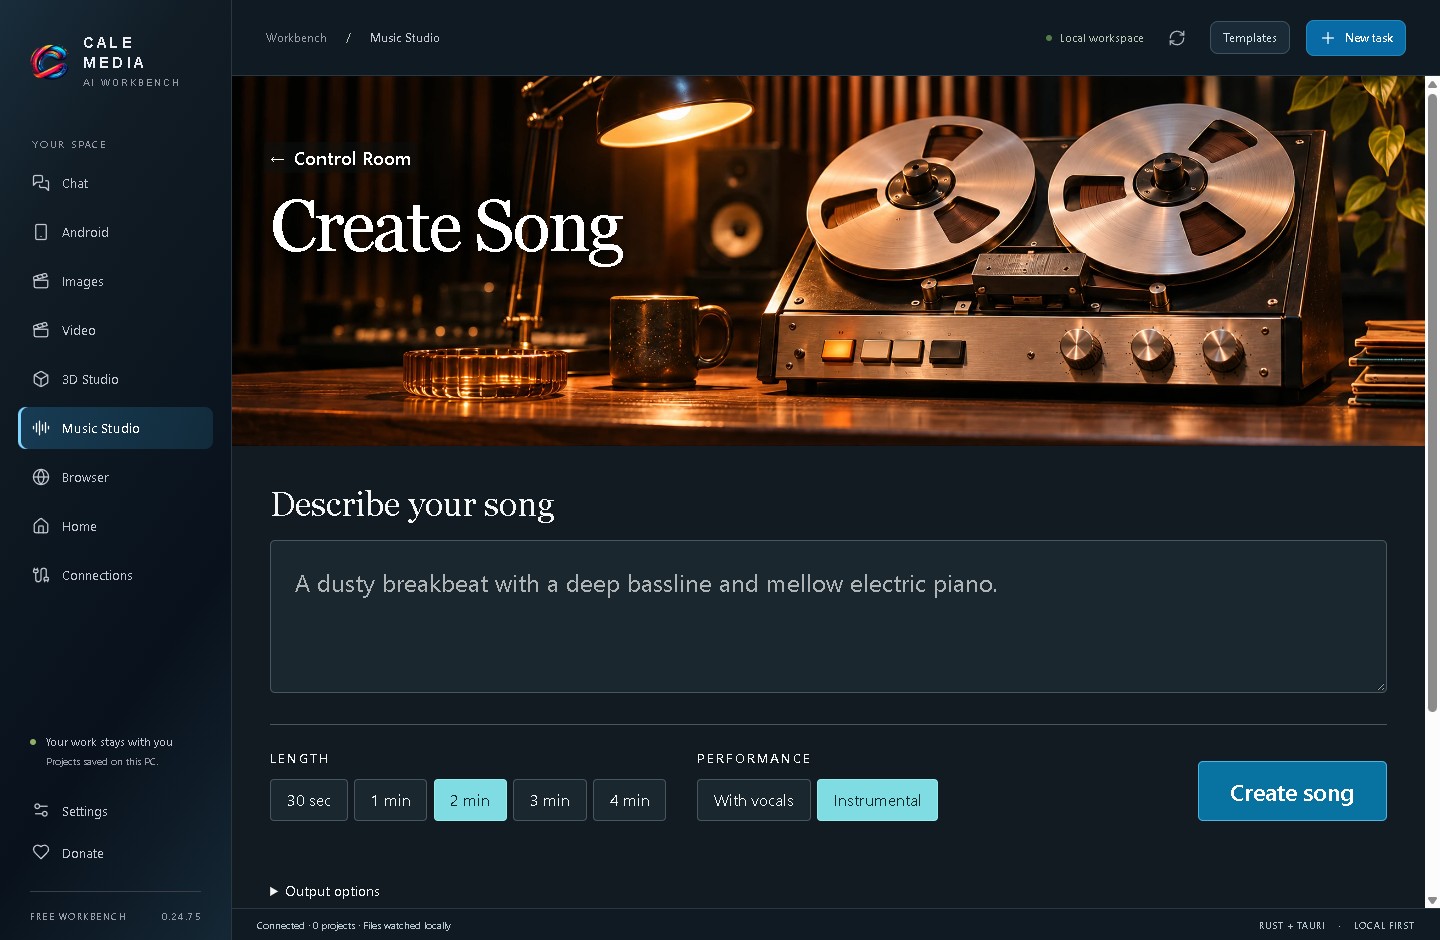 CALE
MEDIA
AI WORKBENCH
YOUR SPACE
Chat
Android
Images
Video
3D Studio
Music Studio
Browser
Home
Connections
Your work stays with you
Projects saved on this PC.
Settings
Donate
FREE WORKBENCH 0.24.75
Workbench / Music Studio
Local workspace
Templates
New task
← Control Room
Create Song
Describe your song
A dusty breakbeat with a deep bassline and mellow electric piano.
LENGTH
30 sec 1 min 2 min 3 min 4 min
PERFORMANCE
With vocals Instrumental
Create song
Output options
Connected · 0 projects · Files watched locally
RUST + TAURI · LOCAL FIRST